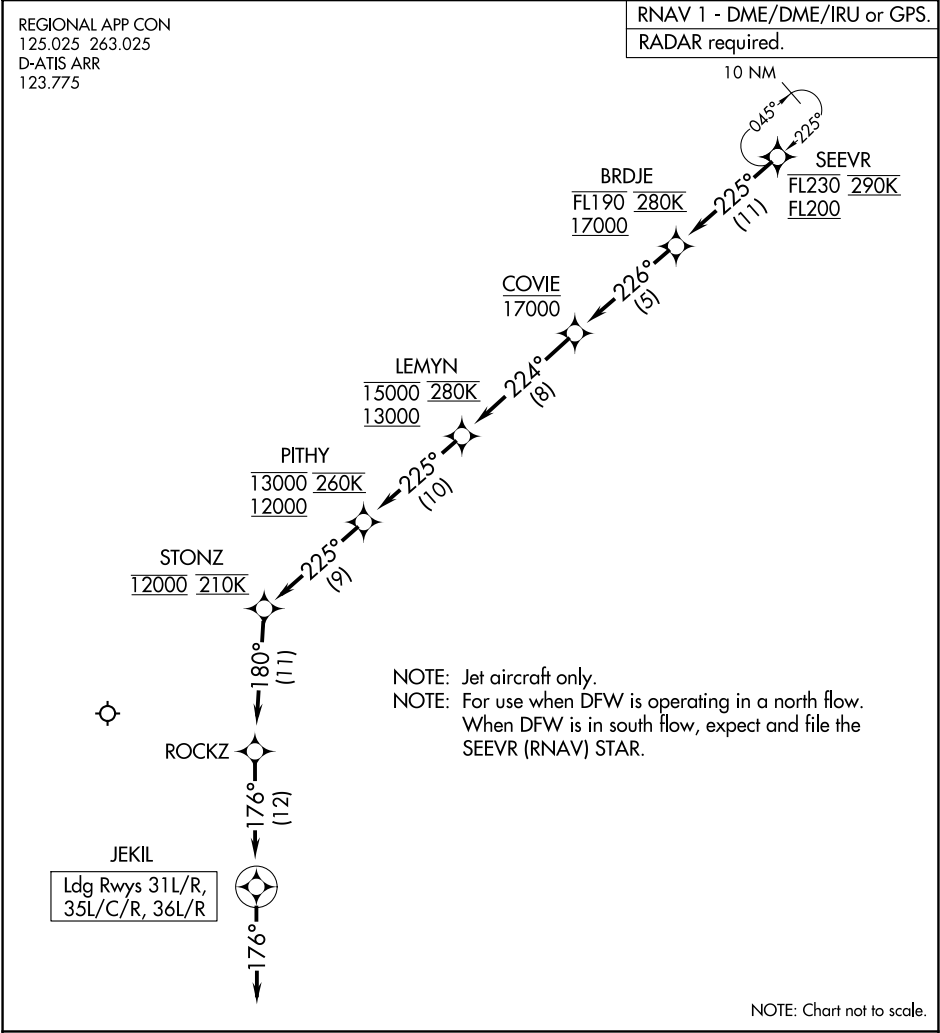 REGIONAL APP CON
125.025 263.025
D-ATIS ARR
123.775
RNAV 1 - DME/DME/IRU or GPS.
RADAR required.
10 NM
045°
225°
SEEVR
FL230 290K
FL200
225°
(11)
BRDJE
FL190 280K
17000
226°
(5)
COVIE
17000
224°
(8)
LEMYN
15000 280K
13000
225°
(10)
PITHY
13000 260K
12000
225°
(9)
STONZ
12000 210K
180°
(11)
NOTE: Jet aircraft only.
NOTE: For use when DFW is operating in a north flow.
When DFW is in south flow, expect and file the
SEEVR (RNAV) STAR.
ROCKZ
176°
(12)
JEKIL
Ldg Rwys 31L/R,
35L/C/R, 36L/R
176°
NOTE: Chart not to scale.